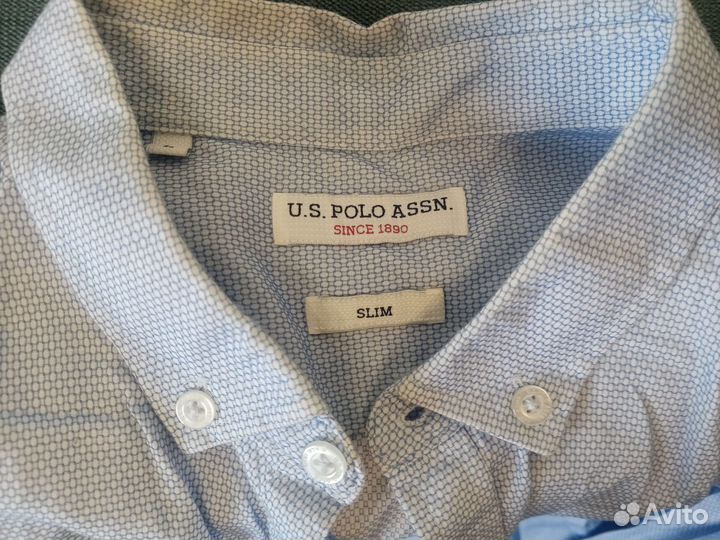 U.S. POLO ASSN.
SINCE 1890
SLIM
Avito